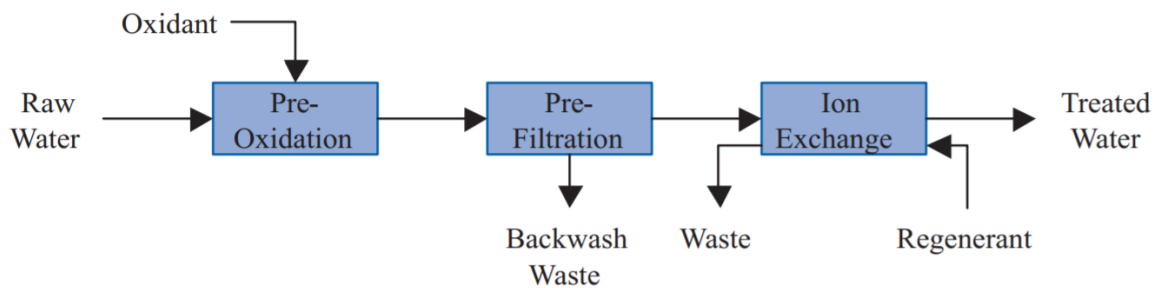 Oxidant
Raw
Water
Pre-
Oxidation
Pre-
Filtration
Ion
Exchange
Treated
Water
Backwash
Waste
Waste
Regenerant